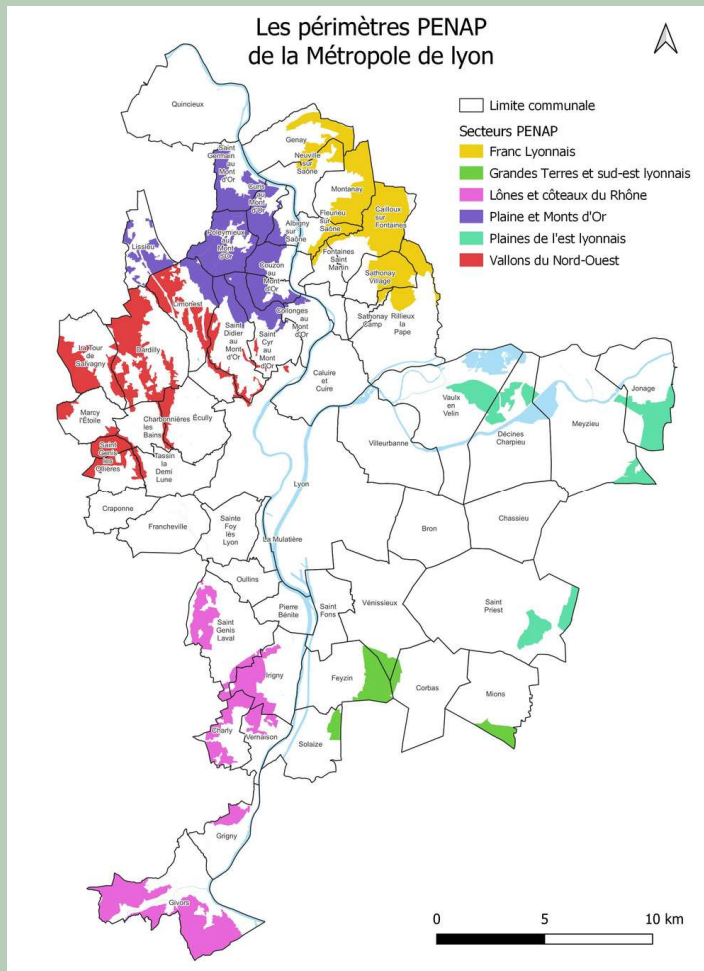 Les périmètres PENAP
de la Métropole de lyon
Limite communale
Secteurs PENAP
Franc Lyonnais
Grandes Terres et sud-est lyonnais
Lônes et côteaux du Rhône
Plaine et Monts d'Or
Plaines de l'est lyonnais
Vallons du Nord-Ouest
Quincieux
Saint
Germain
au
Mont
d'Or
Genay
Neuville
sur
Saône
Curis
au
Mont
d'Or
Montanay
Cailloux
sur
Fontaines
Fleurieu
sur
Saône
Albigny
sur
Saône
Poleymieux
au
Mont
d'Or
Lissieu
Fontaines
Saint
Martin
Couzon
au
Mont
d'Or
Sathonay
Village
Limonest
Collonges
au
Mont
d'Or
Rillieux
la
Pape
Sathonay
Camp
Saint
Didier
au
Mont
d'Or
Saint
Cyr
au
Mont
d'Or
La Tour
de
Salvagny
Dardilly
Caluire
et
Cuire
Jonage
Vaulx
en
Velin
Meyzieu
Marcy
l'Étoile
Charbonnières
les
Bains
Écully
Décines
Charpieu
Villeurbanne
Saint
Genis
les
Ollières
Tassin
la
Demi
Lune
Lyon
Craponne
Francheville
Sainte
Foy
lès
Lyon
Bron
Chassieu
La Mulatière
Oullins
Pierre
Bénite
Saint
Fons
Vénissieux
Saint
Priest
Saint
Genis
Laval
Irigny
Feyzin
Corbas
Mions
Charly
Vernaison
Solaize
Grigny
Givors
0 5 10 km